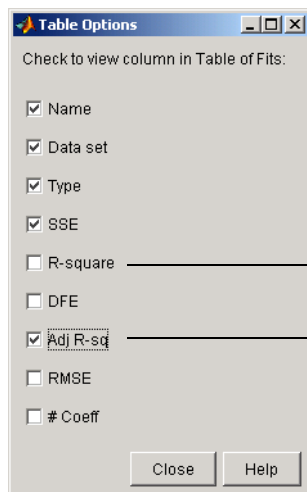 Table Options
Check to view column in Table of Fits:
Name
Data set
Type
SSE
R-square
DFE
Adj R-sq
RMSE
# Coeff
Close Help